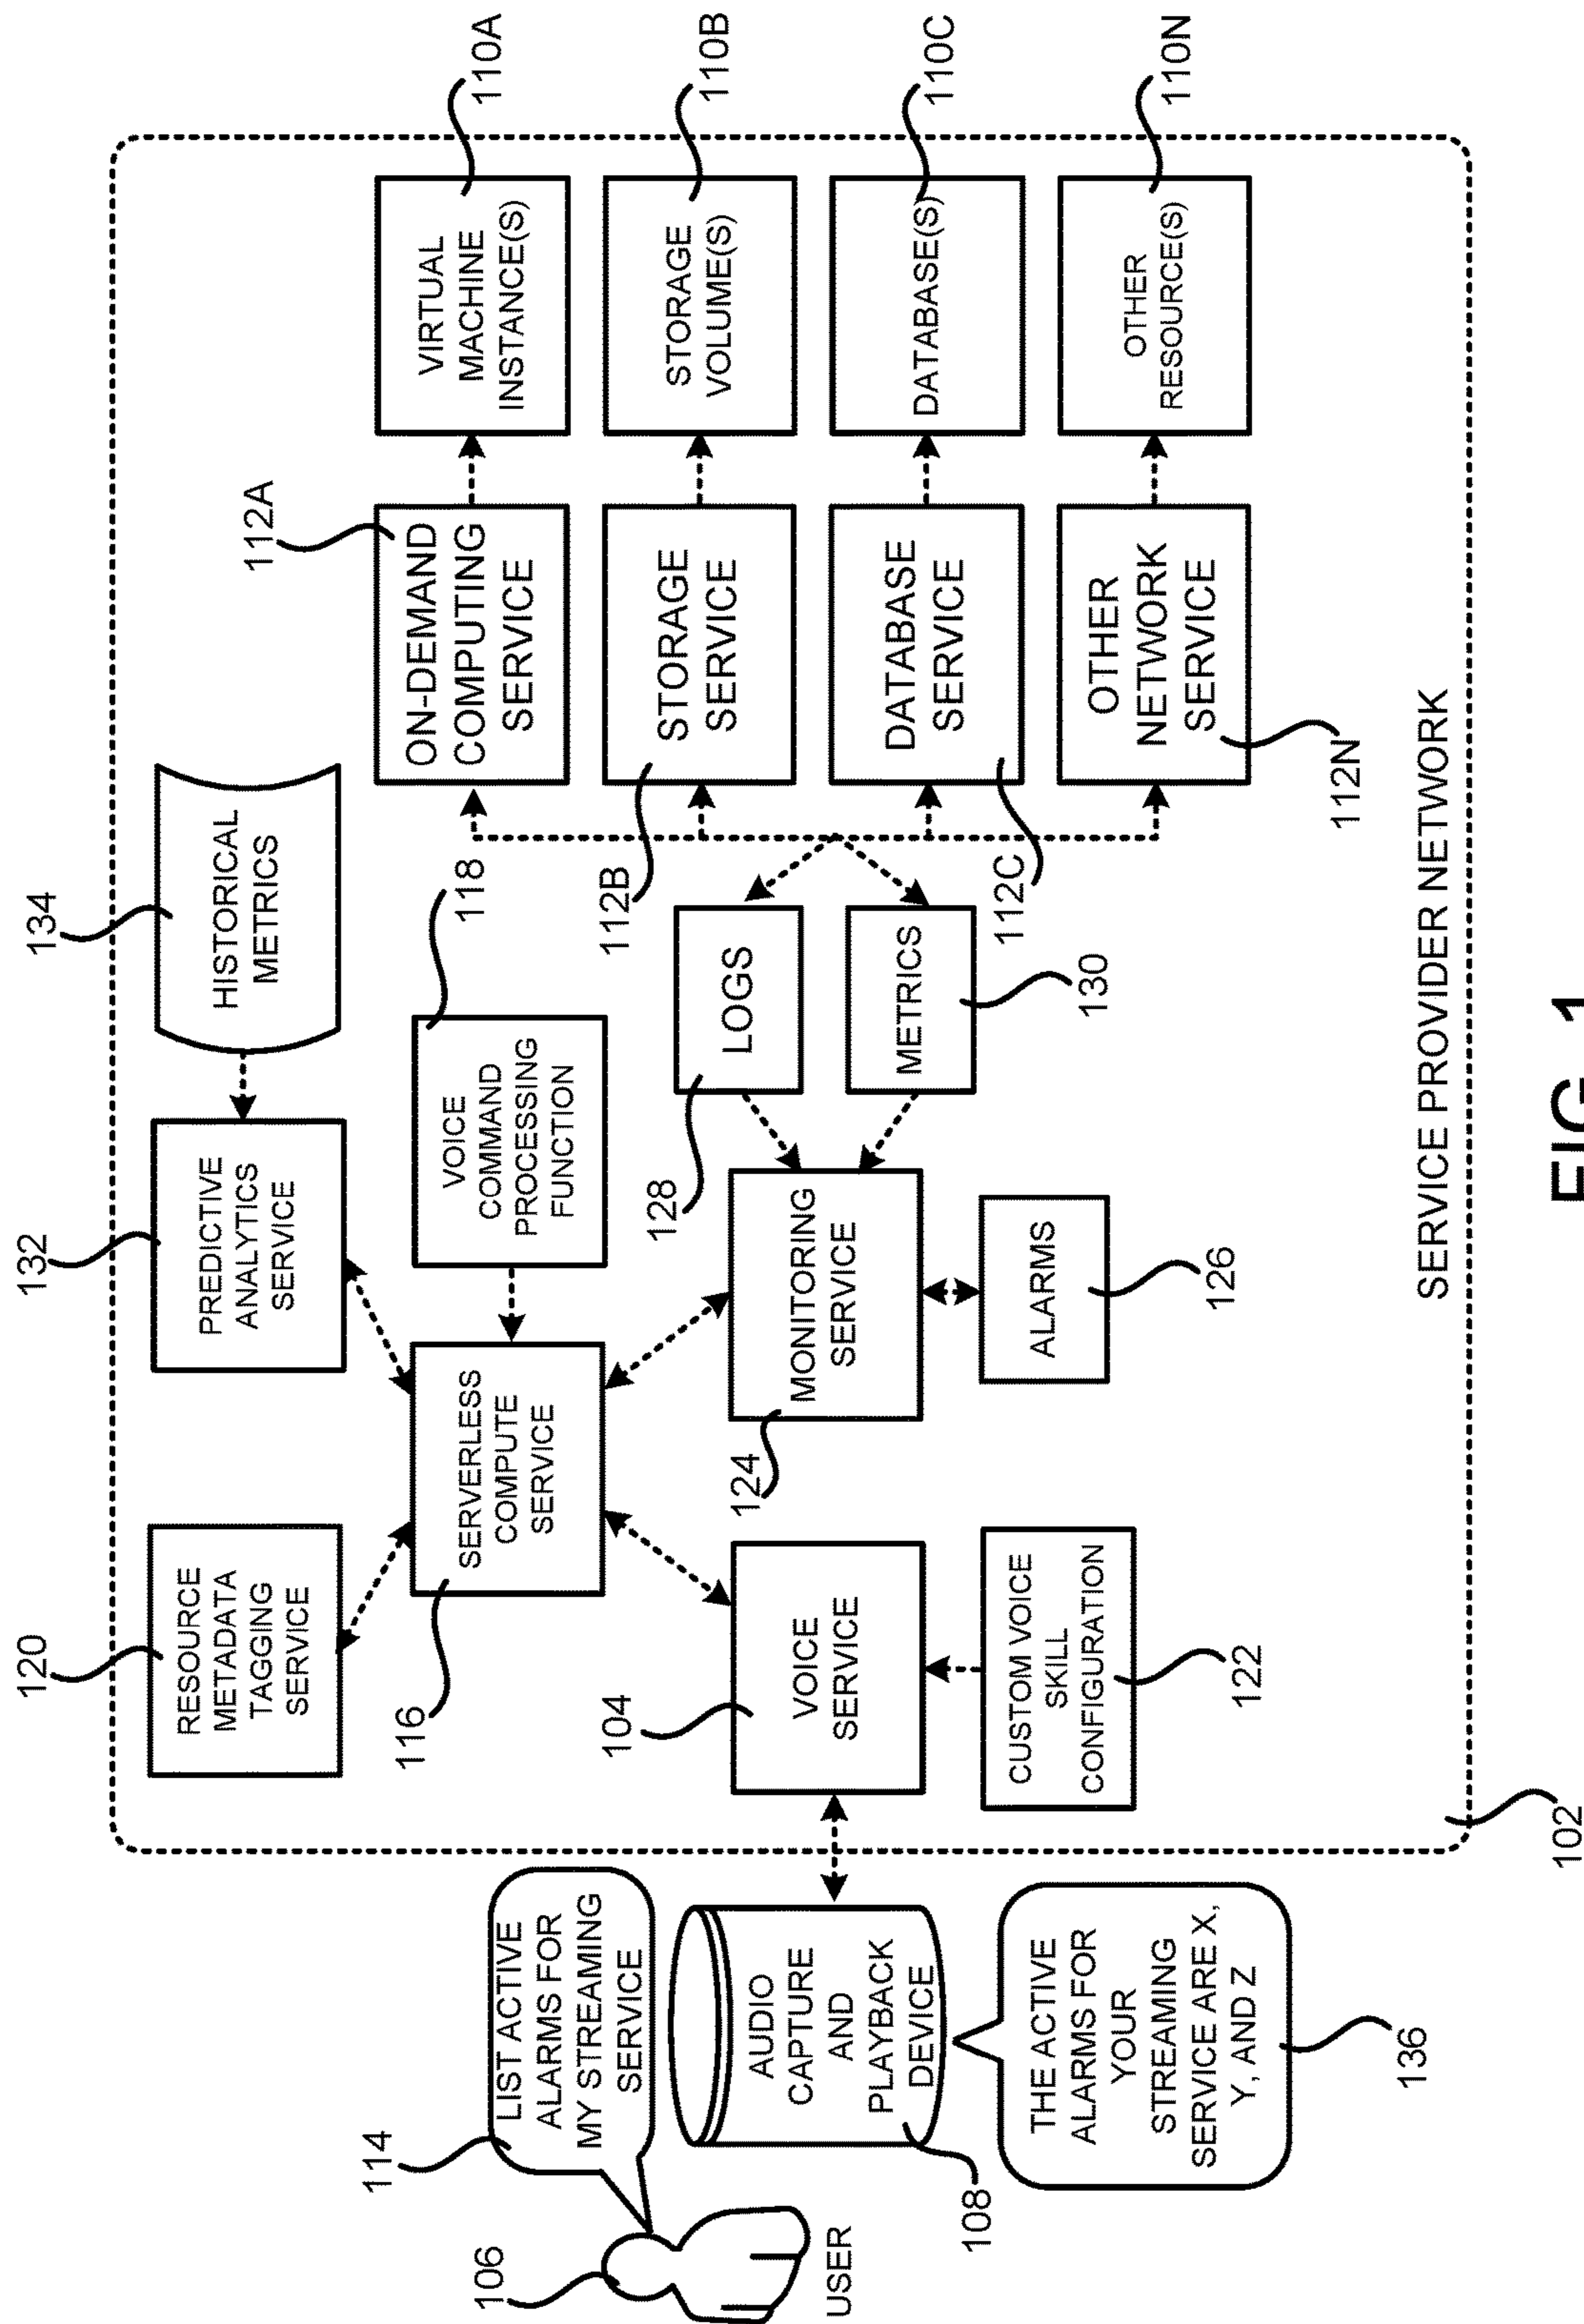 134
HISTORICAL
METRICS
132
PREDICTIVE
ANALYTICS
SERVICE
120
RESOURCE
METADATA
TAGGING
SERVICE
118
VOICE
COMMAND
PROCESSING
FUNCTION
116
SERVERLESS
COMPUTE
SERVICE
112A
ON-DEMAND
COMPUTING
SERVICE
110A
VIRTUAL
MACHINE
INSTANCE(S)
112B
STORAGE
SERVICE
110B
STORAGE
VOLUME(S)
112C
DATABASE
SERVICE
110C
DATABASE(S)
112N
OTHER
NETWORK
SERVICE
110N
OTHER
RESOURCE(S)
128
LOGS
130
METRICS
124
MONITORING
SERVICE
126
ALARMS
104
VOICE
SERVICE
122
CUSTOM VOICE
SKILL
CONFIGURATION
114
LIST ACTIVE
ALARMS FOR
MY STREAMING
SERVICE
106
USER
108
AUDIO
CAPTURE
AND
PLAYBACK
DEVICE
136
THE ACTIVE
ALARMS FOR
YOUR
STREAMING
SERVICE ARE X,
Y, AND Z
102
SERVICE PROVIDER NETWORK
FIG. 1